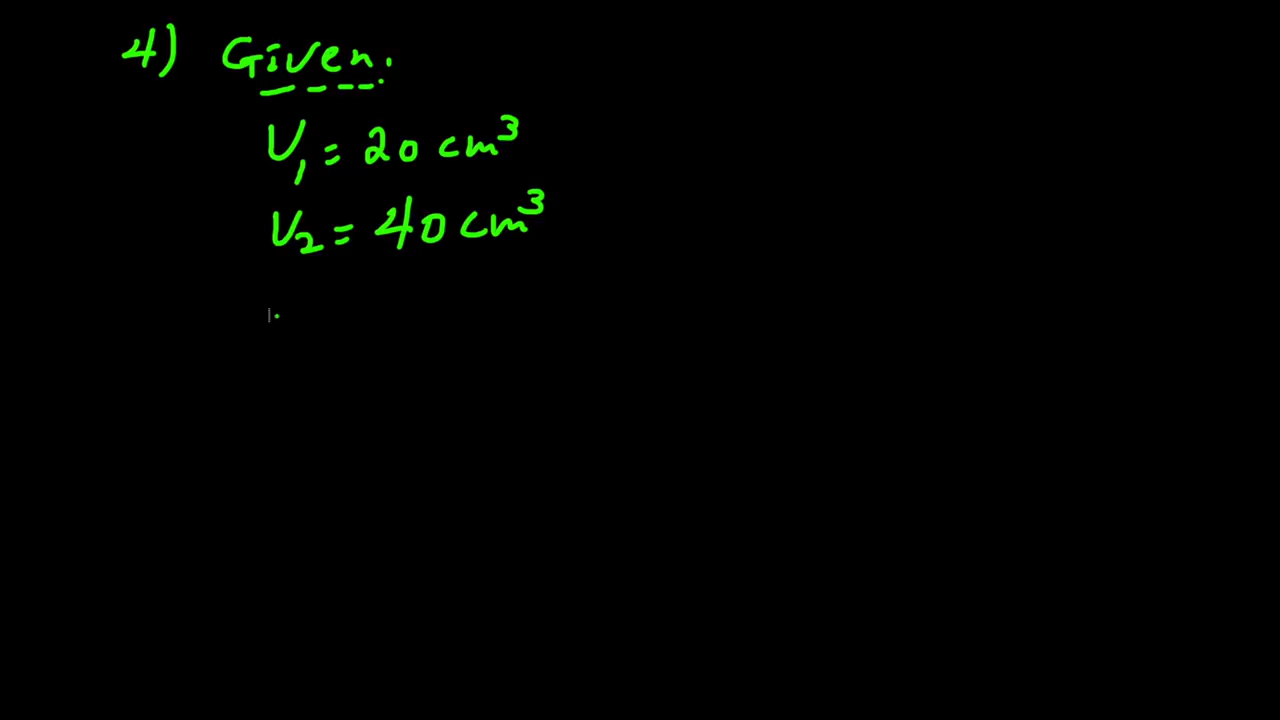 4) Given:
V₁ = 20 cm³
V₂ = 40 cm³